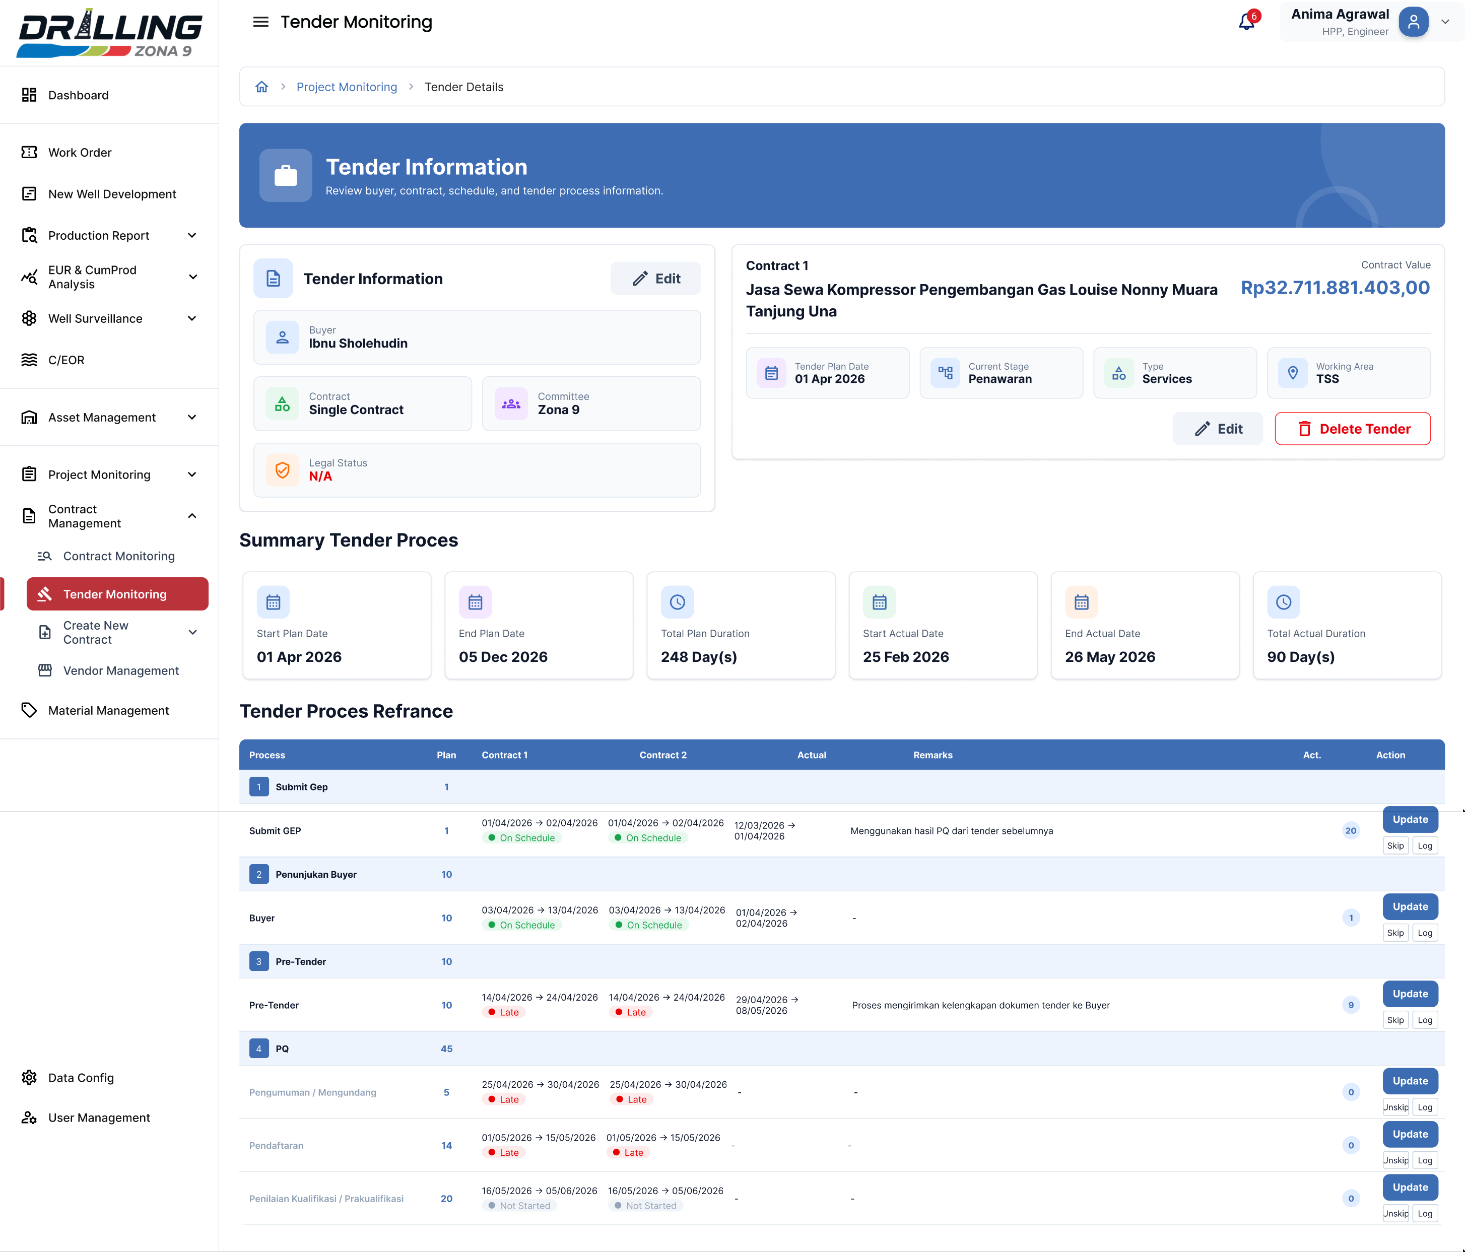 DRILLING
ZONA 9
Tender Monitoring
6
Anima Agrawal
HPP, Engineer
Dashboard
Work Order
New Well Development
Production Report
EUR & CumProd
Analysis
Well Surveillance
C/EOR
Asset Management
Project Monitoring
Contract
Management
Contract Monitoring
Tender Monitoring
Create New
Contract
Vendor Management
Material Management
Data Config
User Management
Project Monitoring
Tender Details
Tender Information
Review buyer, contract, schedule, and tender process information.
Tender Information
Edit
Buyer
Ibnu Sholehudin
Contract
Single Contract
Committee
Zona 9
Legal Status
N/A
Contract 1
Jasa Sewa Kompressor Pengembangan Gas Louise Nonny Muara
Tanjung Una
Contract Value
Rp32.711.881.403,00
Tender Plan Date
01 Apr 2026
Current Stage
Penawaran
Type
Services
Working Area
TSS
Edit
Delete Tender
Summary Tender Proces
Start Plan Date
01 Apr 2026
End Plan Date
05 Dec 2026
Total Plan Duration
248 Day(s)
Start Actual Date
25 Feb 2026
End Actual Date
26 May 2026
Total Actual Duration
90 Day(s)
Tender Proces Refrance
Process Plan Contract 1 Contract 2 Actual Remarks Act. Action
1 Submit Gep 1
Submit GEP 1 01/04/2026 → 02/04/2026 01/04/2026 → 02/04/2026 12/03/2026 → 01/04/2026 Menggunakan hasil PQ dari tender sebelumnya 20 Update
On Schedule On Schedule Skip Log
2 Penunjukan Buyer 10
Buyer 10 03/04/2026 → 13/04/2026 03/04/2026 → 13/04/2026 01/04/2026 → 02/04/2026 - 1 Update
On Schedule On Schedule Skip Log
3 Pre-Tender 10
Pre-Tender 10 14/04/2026 → 24/04/2026 14/04/2026 → 24/04/2026 29/04/2026 → 08/05/2026 Proses mengirimkan kelengkapan dokumen tender ke Buyer 9 Update
Late Late Skip Log
4 PQ 45
Pengumuman / Mengundang 5 25/04/2026 → 30/04/2026 25/04/2026 → 30/04/2026 - - 0 Update
Late Late Unskip Log
Pendaftaran 14 01/05/2026 → 15/05/2026 01/05/2026 → 15/05/2026 - - 0 Update
Late Late Unskip Log
Penilaian Kualifikasi / Prakualifikasi 20 16/05/2026 → 05/06/2026 16/05/2026 → 05/06/2026 - - 0 Update
Not Started Not Started Unskip Log